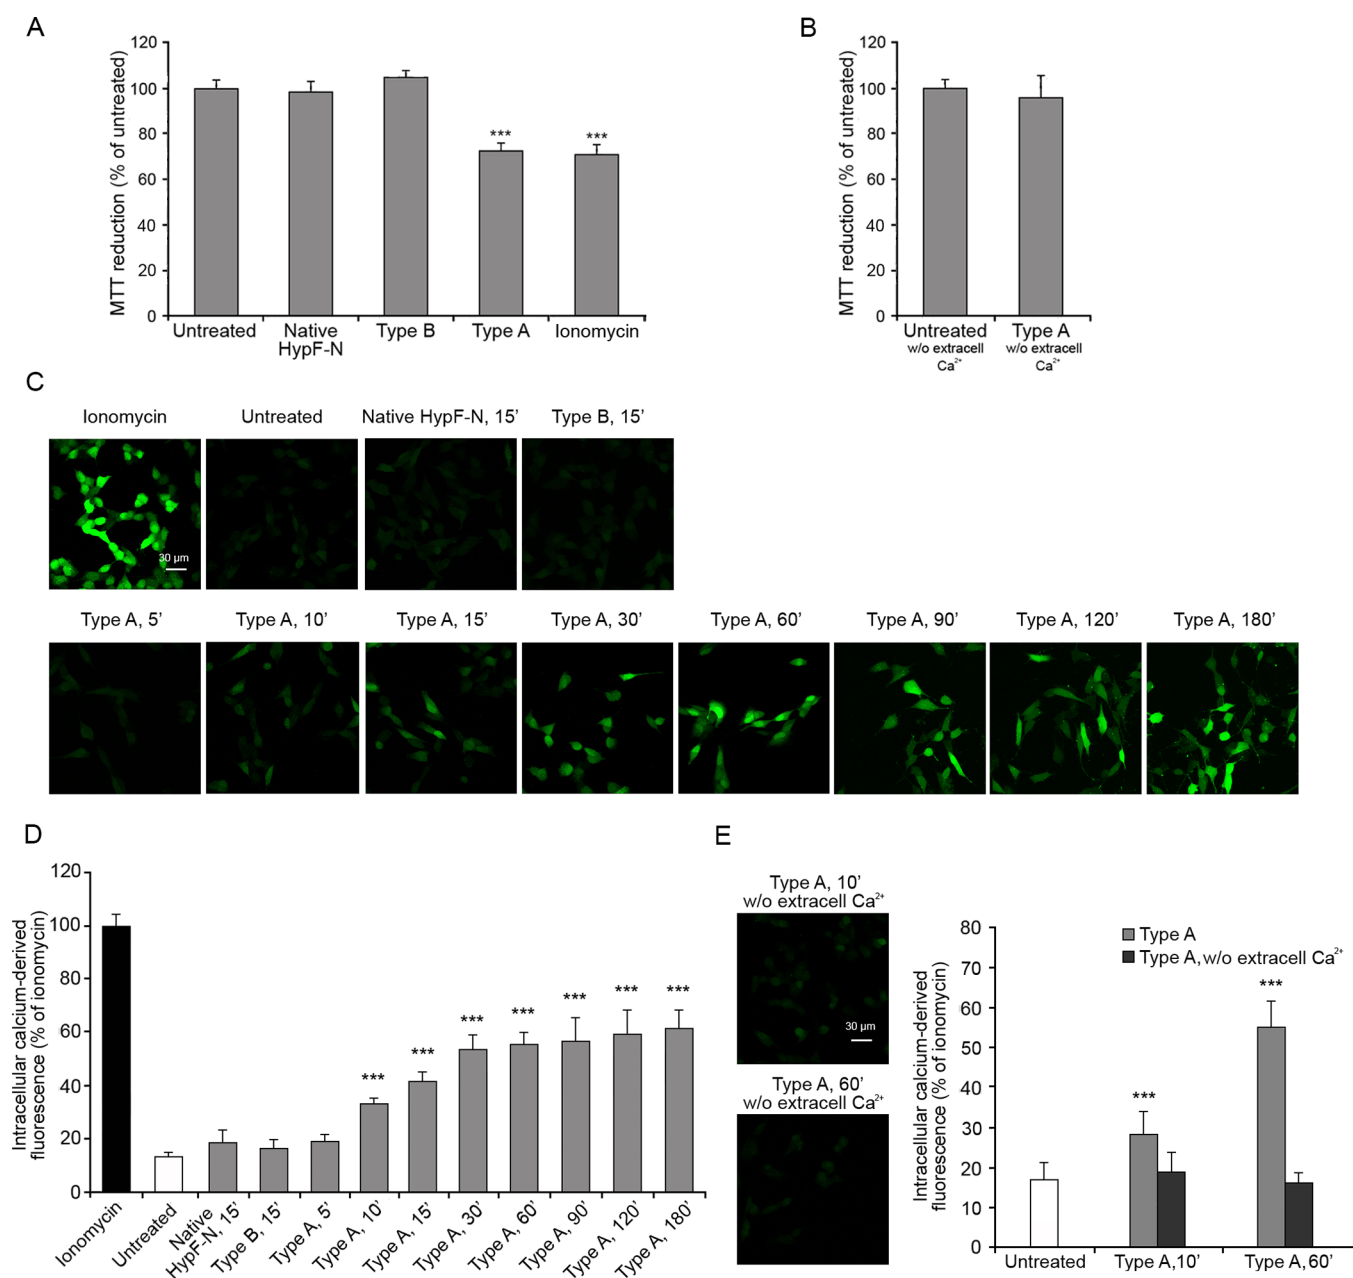 A
MTT reduction (% of untreated)
120
100
80
60
40
20
0
***
***
Untreated
Native
HypF-N
Type B
Type A
Ionomycin
B
MTT reduction (% of untreated)
120
100
80
60
40
20
0
Untreated
w/o extracell
Ca²⁺
Type A
w/o extracell
Ca²⁺
C
Ionomycin
Untreated
Native HypF-N, 15’
Type B, 15’
30 µm
Type A, 5’
Type A, 10’
Type A, 15’
Type A, 30’
Type A, 60’
Type A, 90’
Type A, 120’
Type A, 180’
D
Intracellular calcium-derived
fluorescence (% of ionomycin)
120
100
80
60
40
20
0
***
***
***
***
***
***
***
Ionomycin
Untreated
Native
HypF-N, 15’
Type B, 15’
Type A, 5’
Type A, 10’
Type A, 15’
Type A, 30’
Type A, 60’
Type A, 90’
Type A, 120’
Type A, 180’
E
Type A, 10’
w/o extracell Ca²⁺
30 µm
Type A, 60’
w/o extracell Ca²⁺
Intracellular calcium-derived
fluorescence (% of ionomycin)
80
70
60
50
40
30
20
10
0
Type A
Type A, w/o extracell Ca²⁺
***
***
Untreated
Type A,10’
Type A,60’